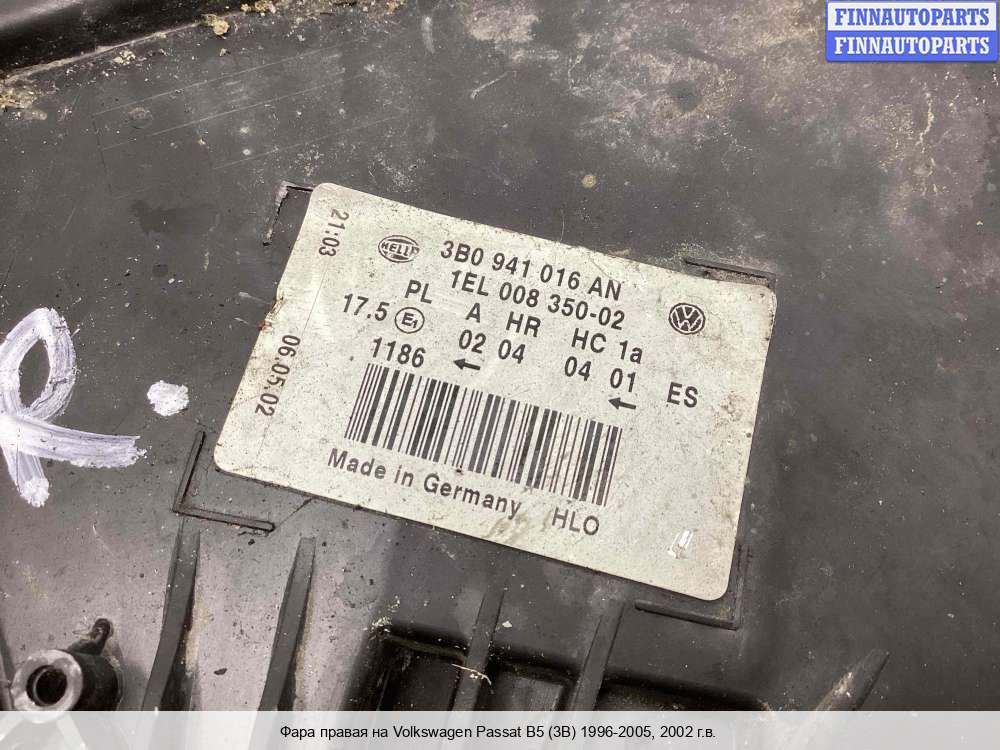 FINNAUTOPARTS
FINNAUTOPARTS
21:03
06.05.02
HELLA
3B0 941 016 AN
1EL 008 350-02
PL A HR HC 1a
17.5 E1 02 04 04 01 ES
1186 ← ←
Made in Germany HLO
Фара правая на Volkswagen Passat B5 (3B) 1996-2005, 2002 г.в.